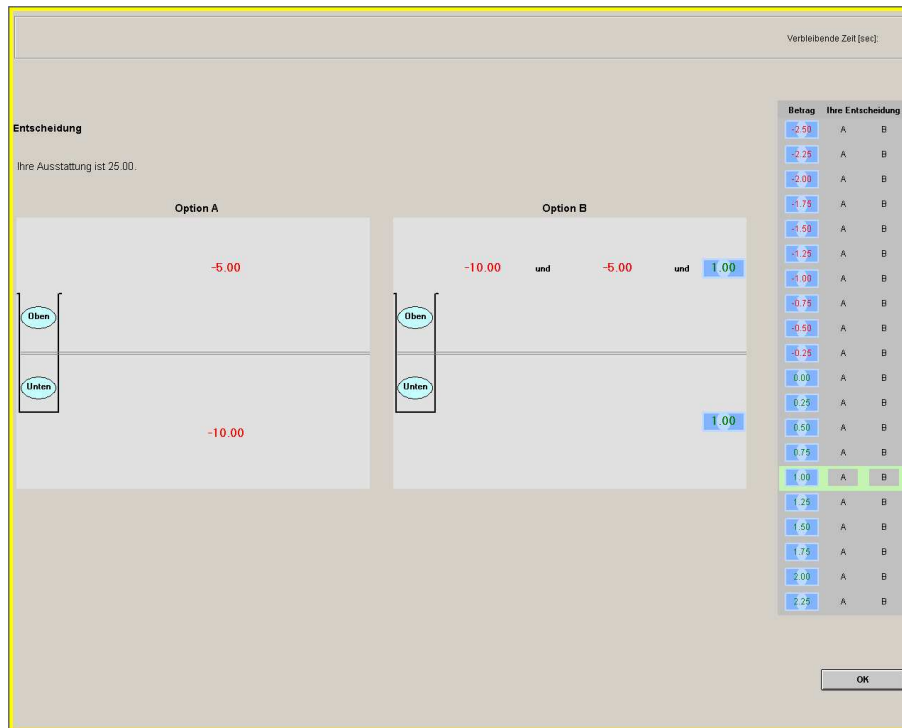 Verbleibende Zeit [sec]:
Entscheidung
Ihre Ausstattung ist 25.00.
Option A
-5.00
Oben
Unten
-10.00
Option B
-10.00 und -5.00 und 1.00
Oben
Unten
1.00
Betrag Ihre Entscheidung
-2.50 A B
-2.25 A B
-2.00 A B
-1.75 A B
-1.50 A B
-1.25 A B
-1.00 A B
-0.75 A B
-0.50 A B
-0.25 A B
0.00 A B
0.25 A B
0.50 A B
0.75 A B
1.00 A B
1.25 A B
1.50 A B
1.75 A B
2.00 A B
2.25 A B
OK